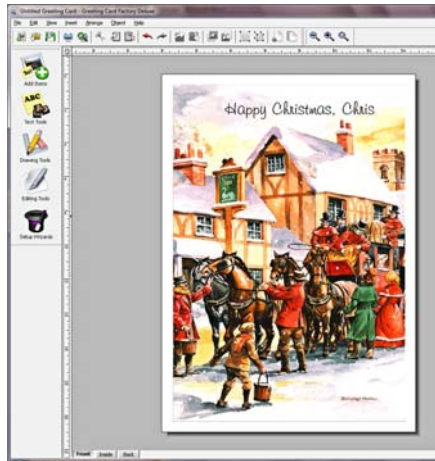 Untitled Greeting Card - Greeting Card Factory Deluxe
File Edit View Insert Arrange Object Help
Add Items
ABC
Text Tools
Drawing Tools
Editing Tools
Setup Wizards
Happy Christmas, Chris
Front Inside Back